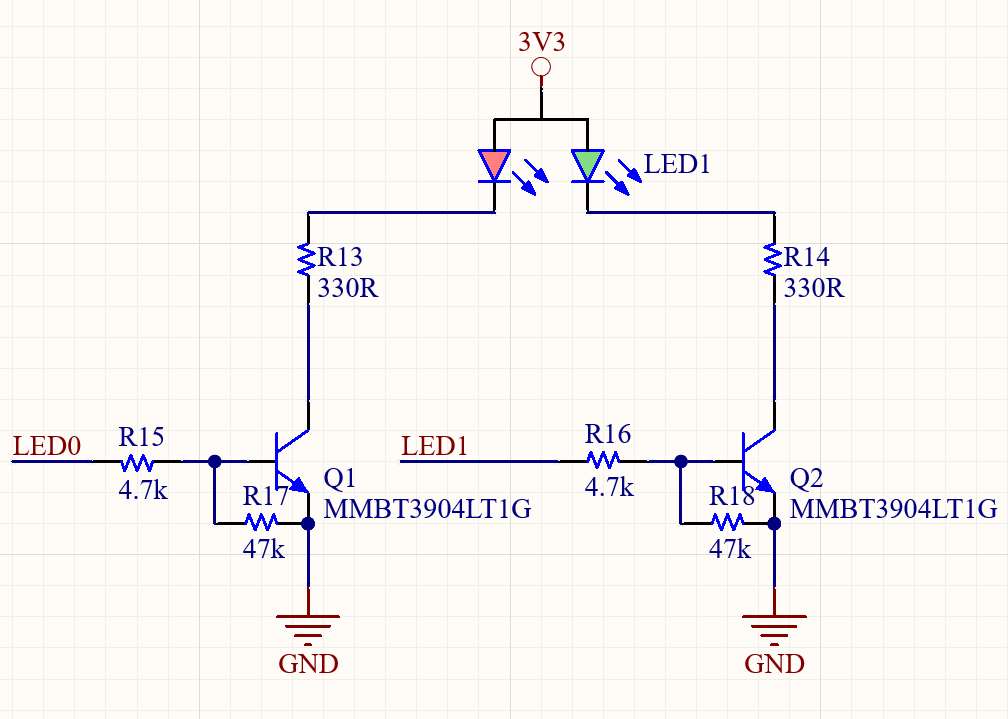 3V3
LED1
R13
330R
R14
330R
LED0
R15
4.7k
Q1
MMBT3904LT1G
R17
47k
GND
LED1
R16
4.7k
Q2
MMBT3904LT1G
R18
47k
GND